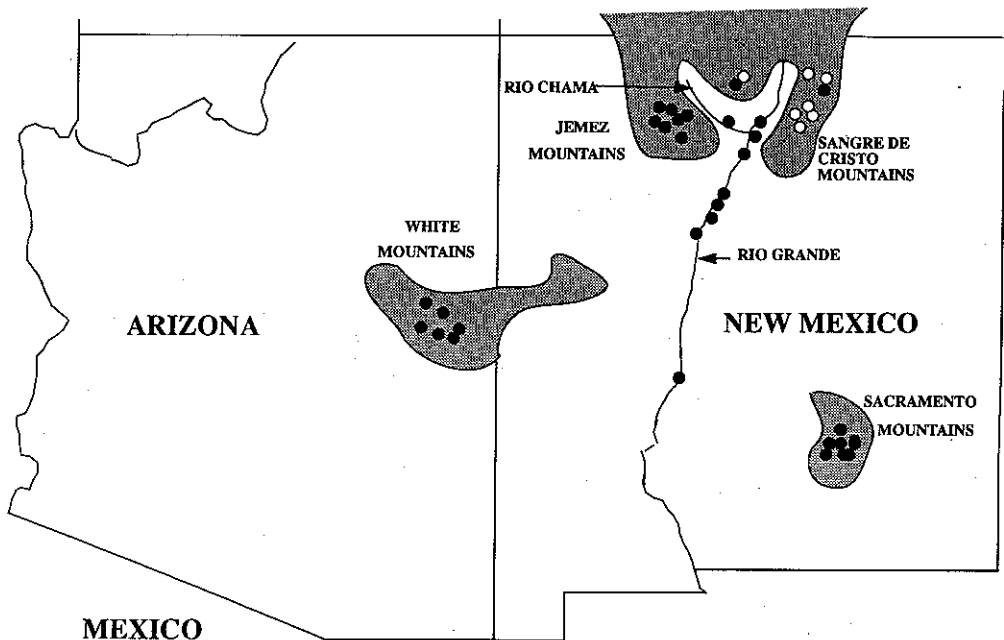 RIO CHAMA
JEMEZ
MOUNTAINS
SANGRE DE
CRISTO
MOUNTAINS
WHITE
MOUNTAINS
RIO GRANDE
ARIZONA
NEW MEXICO
SACRAMENTO
MOUNTAINS
MEXICO